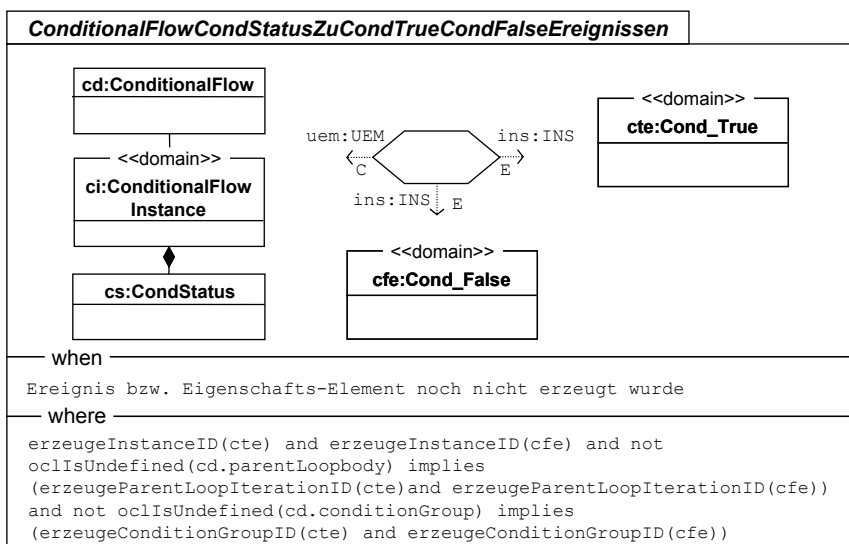 ConditionalFlowCondStatusZuCondTrueCondFalseEreignissen
cd:ConditionalFlow
<<domain>>
ci:ConditionalFlow
Instance
cs:CondStatus
uem:UEM
C
ins:INS
E
ins:INS
E
<<domain>>
cte:Cond_True
<<domain>>
cfe:Cond_False
when
Ereignis bzw. Eigenschafts-Element noch nicht erzeugt wurde
where
erzeugeInstanceID(cte) and erzeugeInstanceID(cfe) and not
oclIsUndefined(cd.parentLoopbody) implies
(erzeugeParentLoopIterationID(cte)and erzeugeParentLoopIterationID(cfe))
and not oclIsUndefined(cd.conditionGroup) implies
(erzeugeConditionGroupID(cte) and erzeugeConditionGroupID(cfe))